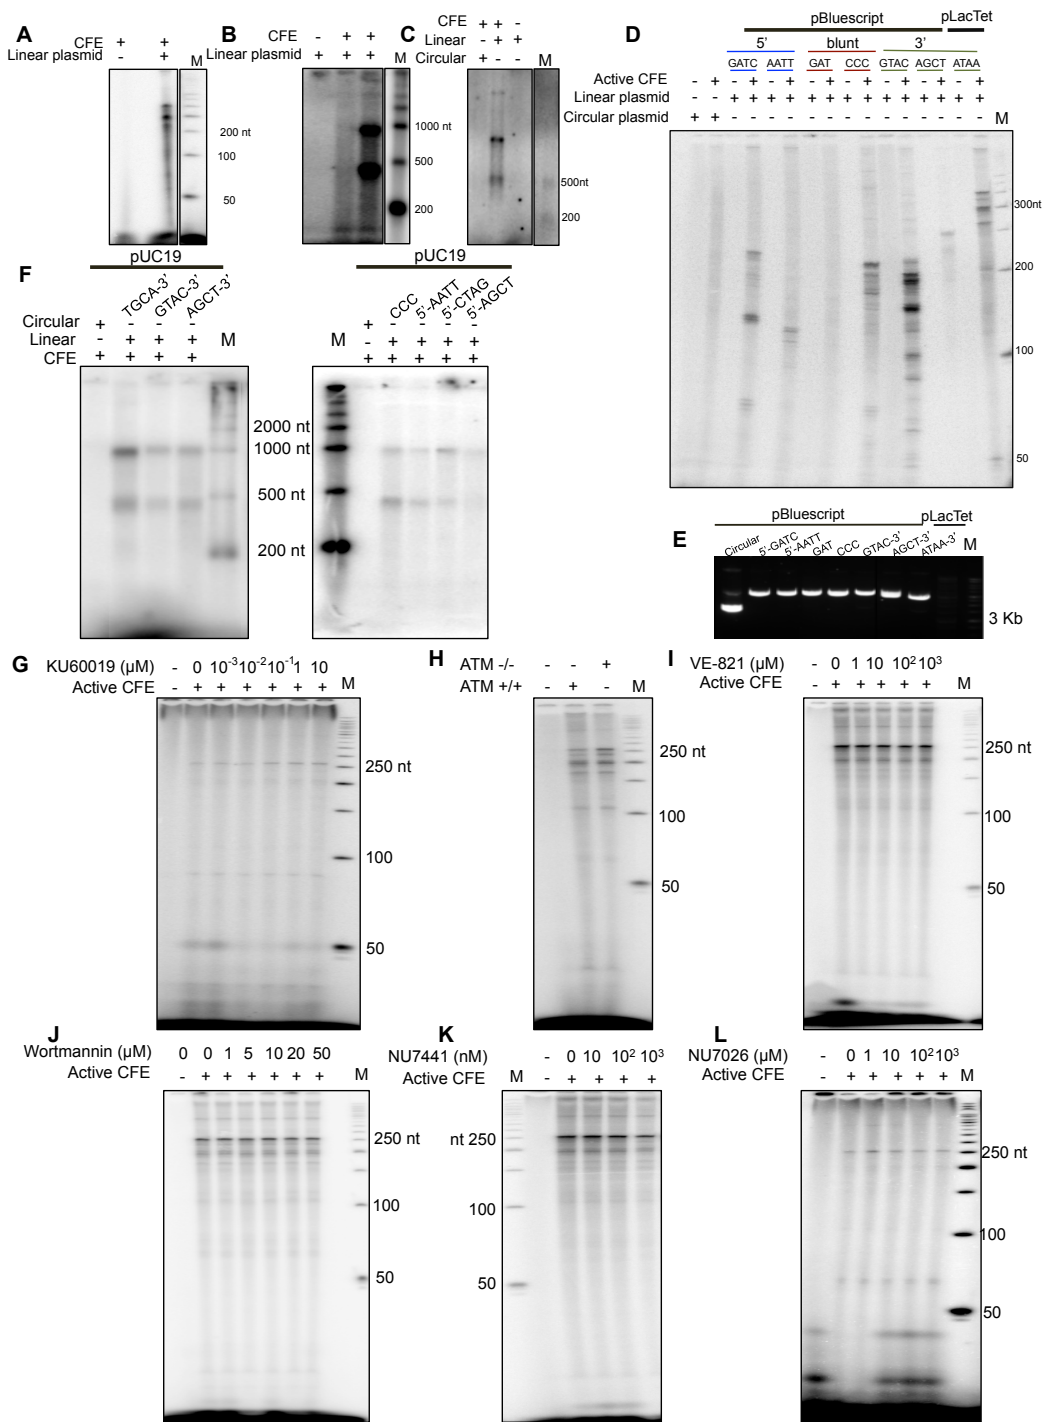 A
CFE + +
Linear plasmid - + M
200 nt
100
50
B
CFE - + +
Linear plasmid + - + M
1000 nt
500
200
C
CFE + + -
Linear - + +
Circular + - - M
500nt
200
D
pBluescript pLacTet
5' blunt 3'
GATC AATT GAT CCC GTAC AGCT ATAA
Active CFE - + - + - + - + - + - + - + - +
Linear plasmid - - + + + + + + + + + + + + + +
Circular plasmid + + - - - - - - - - - - - - - - M
300nt
200
100
50
E
pBluescript pLacTet
Circular 5'-GATC 5'-AATT GAT CCC GTAC-3' AGCT-3' ATAA-3' M
3 Kb
F
pUC19
TGCA-3' GTAC-3' AGCT-3'
Circular + - - -
Linear - + + + M
CFE + + + +
pUC19
CCC 5'-AATT 5'-CTAG 5'-AGCT
+ - - - -
M - + + + +
+ + + + +
2000 nt
1000 nt
500 nt
200 nt
G
KU60019 (µM) - 0 10-3 10-2 10-1 1 10
Active CFE - + + + + + + M
250 nt
100
50
H
ATM -/- - - +
ATM +/+ - + - M
250 nt
100
50
I
VE-821 (µM) 0 1 10 10² 10³
Active CFE - + + + + + M
250 nt
100
50
J
Wortmannin (µM) 0 0 1 5 10 20 50
Active CFE - + + + + + + M
250 nt
100
50
K
NU7441 (nM) - 0 10 10² 10³
Active CFE M - + + + +
nt 250
100
50
L
NU7026 (µM) 0 1 10 10² 10³
Active CFE - + + + + + M
250 nt
100
50